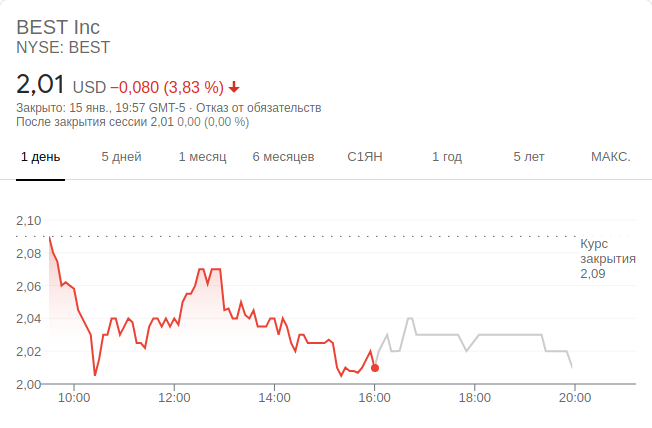 BEST Inc
NYSE: BEST
2,01 USD −0,080 (3,83 %)
Закрыто: 15 янв., 19:57 GMT-5 · Отказ от обязательств
После закрытия сессии 2,01 0,00 (0,00 %)
1 день 5 дней 1 месяц 6 месяцев С1ЯН 1 год 5 лет МАКС.
2,10
Курс
закрытия
2,09
2,08
2,06
2,04
2,02
2,00
10:00 12:00 14:00 16:00 18:00 20:00